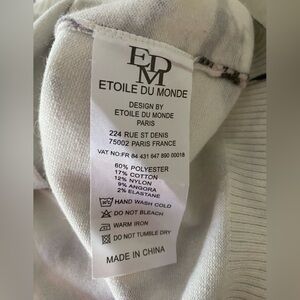 EDM
ETOILE DU MONDE
DESIGN BY
ETOILE DU MONDE
PARIS
224 RUE ST DENIS
75002 PARIS FRANCE
VAT NO:FR 84 431 647 890 00018
60% POLYESTER
17% COTTON
12% NYLON
9% ANGORA
2% ELASTANE
HAND WASH COLD
DO NOT BLEACH
WARM IRON
DO NOT TUMBLE DRY
MADE IN CHINA